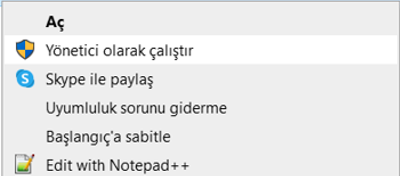 Aç
Yönetici olarak çalıştır
Skype ile paylaş
Uyumluluk sorunu giderme
Başlangıç'a sabitle
Edit with Notepad++